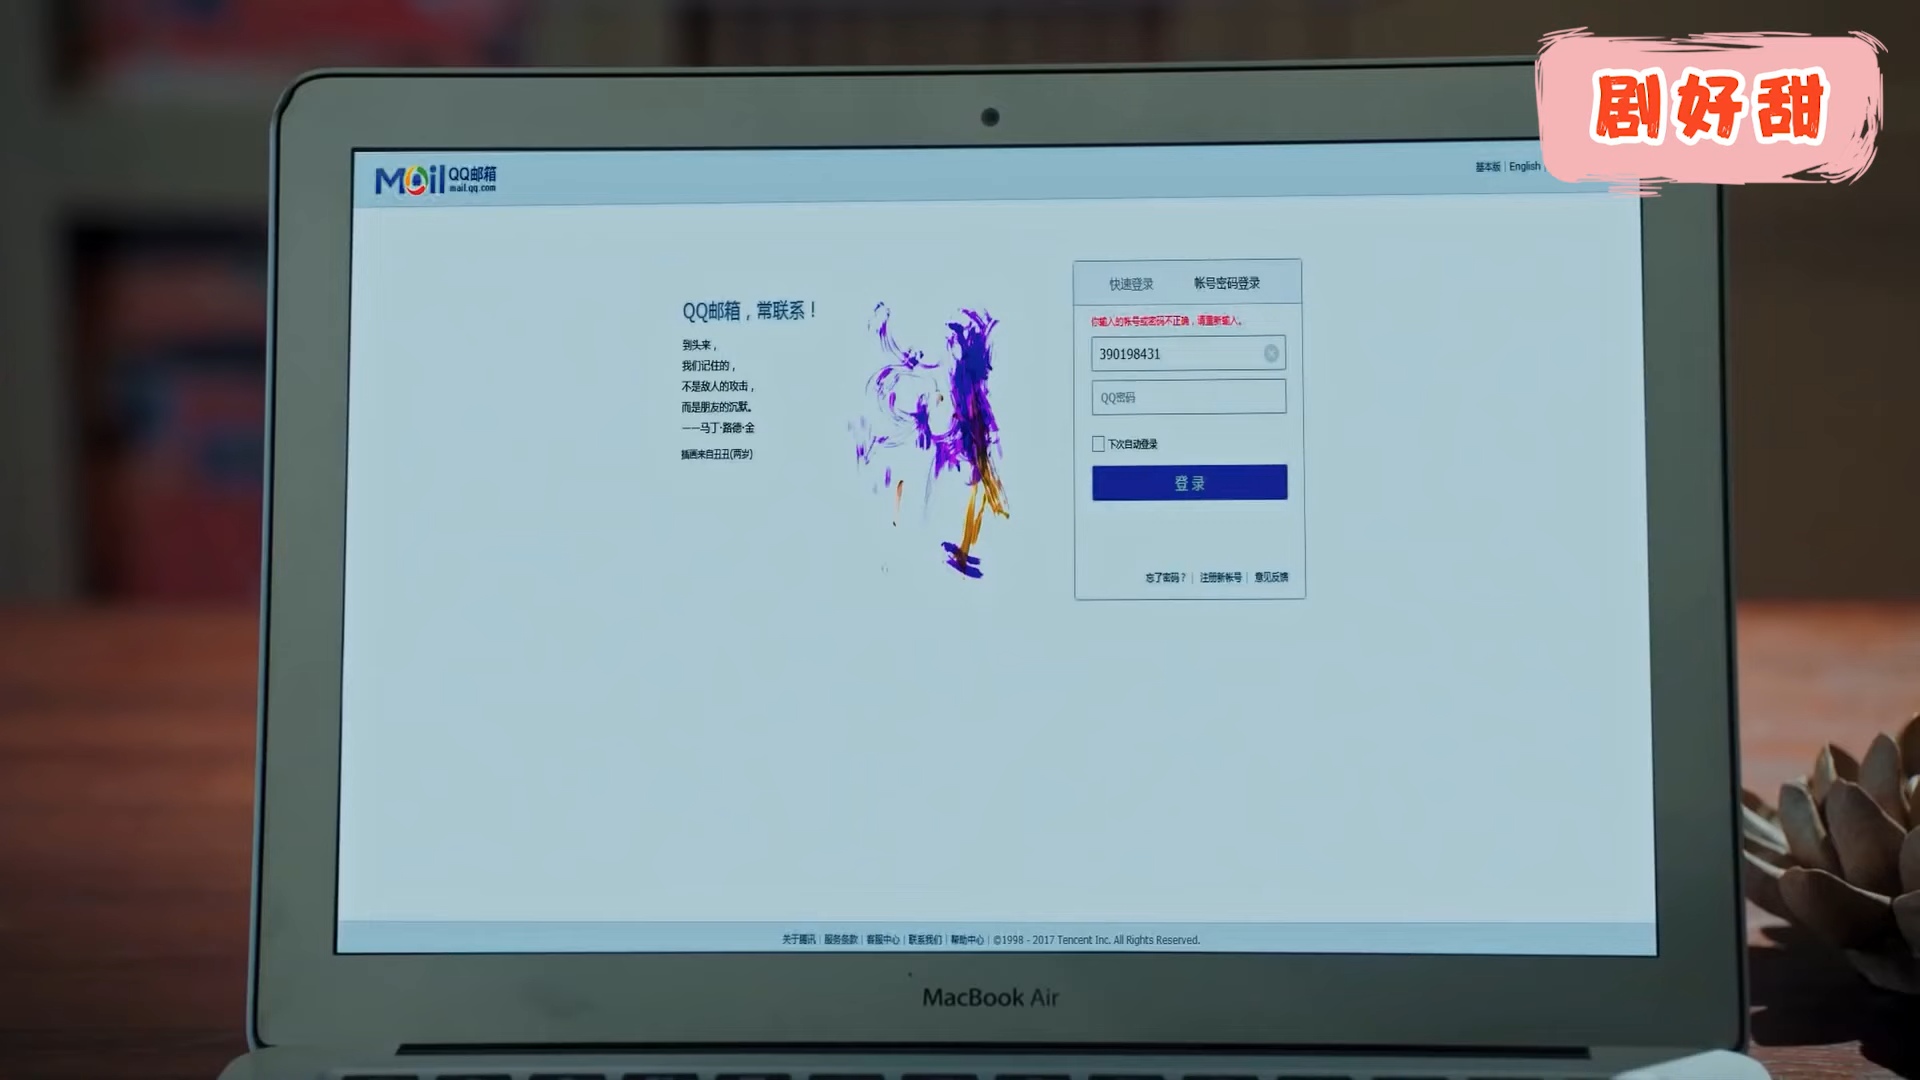 剧好甜
Mail QQ邮箱
mail.qq.com
基本版 | English |
快速登录
帐号密码登录
QQ邮箱，常联系！
到头来，
我们记住的，
不是敌人的攻击，
而是朋友的沉默。
——马丁·路德·金
插画来自丑丑(两岁)
你输入的帐号或密码不正确，请重新输入。
390198431
QQ密码
下次自动登录
登录
忘了密码？ | 注册新帐号 | 意见反馈
关于腾讯 | 服务条款 | 客服中心 | 联系我们 | 帮助中心 | ©1998 - 2017 Tencent Inc. All Rights Reserved.
MacBook Air